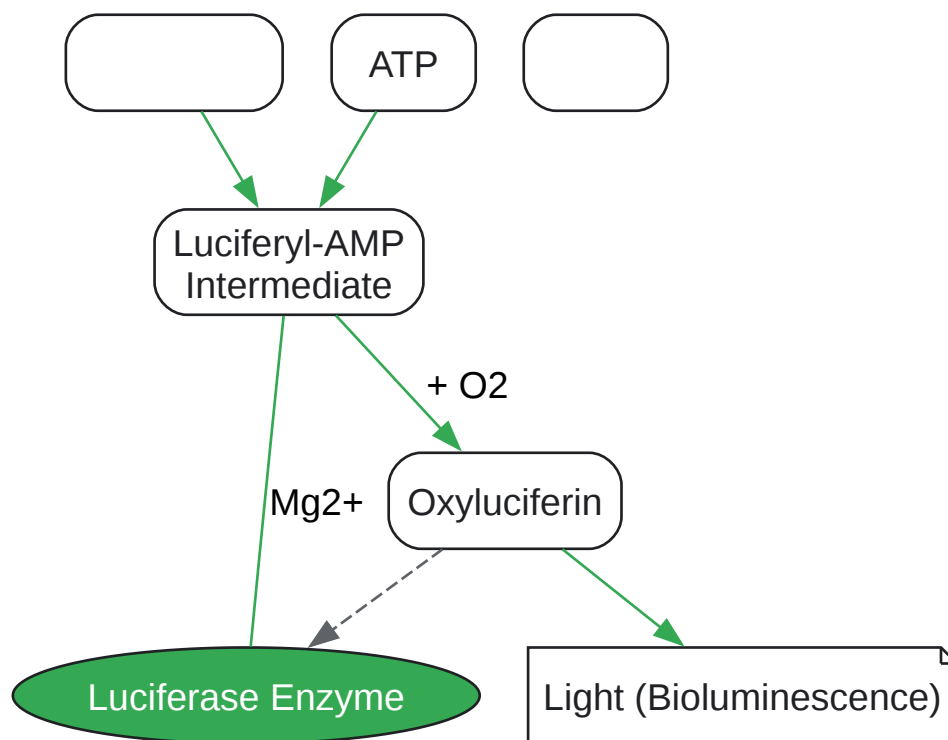 ATP
Luciferyl-AMP
Intermediate
+ O2
Mg2+
Oxyluciferin
Luciferase Enzyme
Light (Bioluminescence)